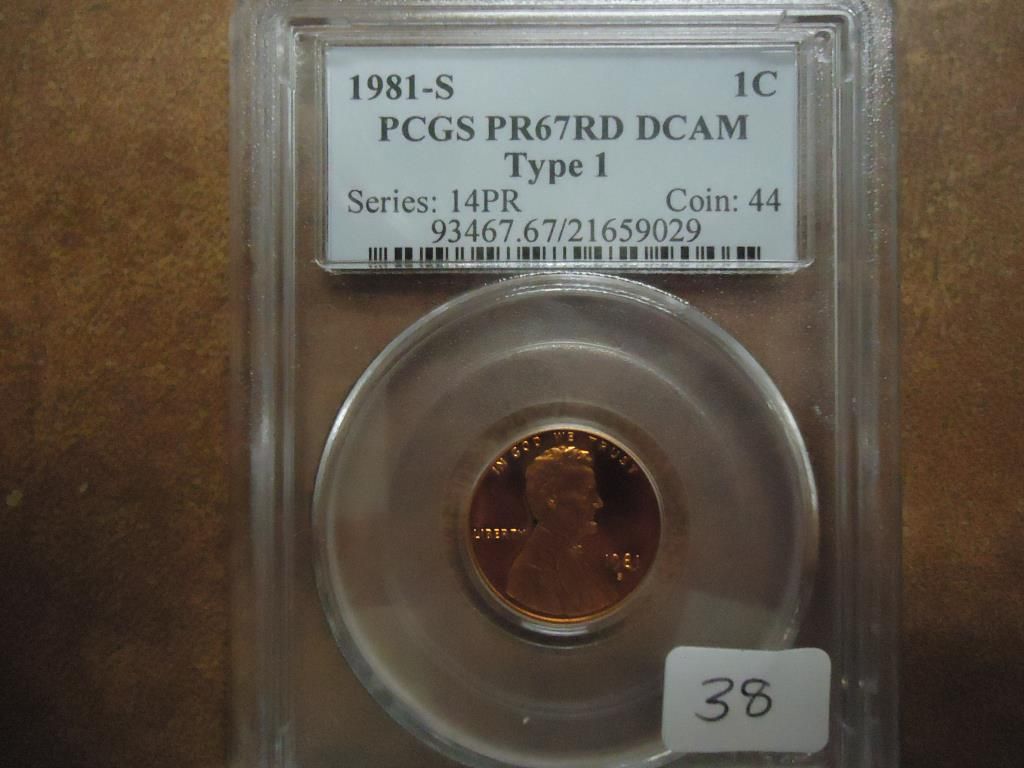 1981-S 1C
PCGS PR67RD DCAM
Type 1
Series: 14PR Coin: 44
93467.67/21659029
IN GOD WE TRUST
LIBERTY
1981
S
38